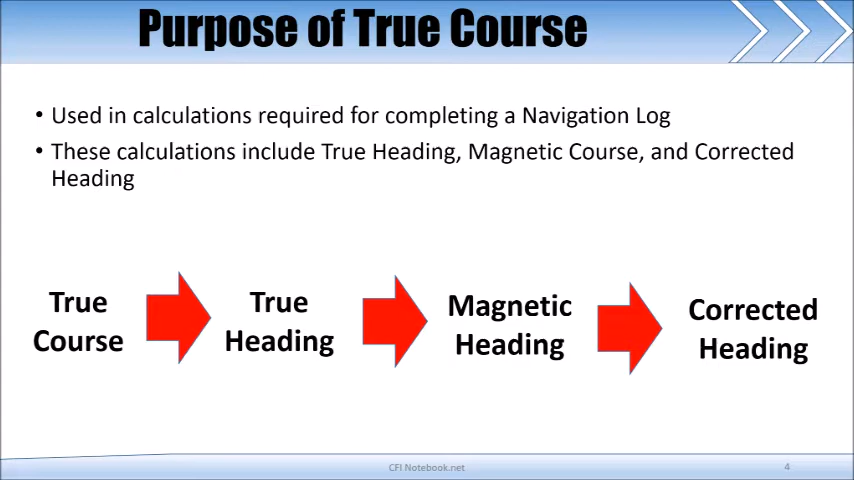 Purpose of True Course
• Used in calculations required for completing a Navigation Log
• These calculations include True Heading, Magnetic Course, and Corrected
Heading
True
Course
True
Heading
Magnetic
Heading
Corrected
Heading
CFI Notebook.net
4